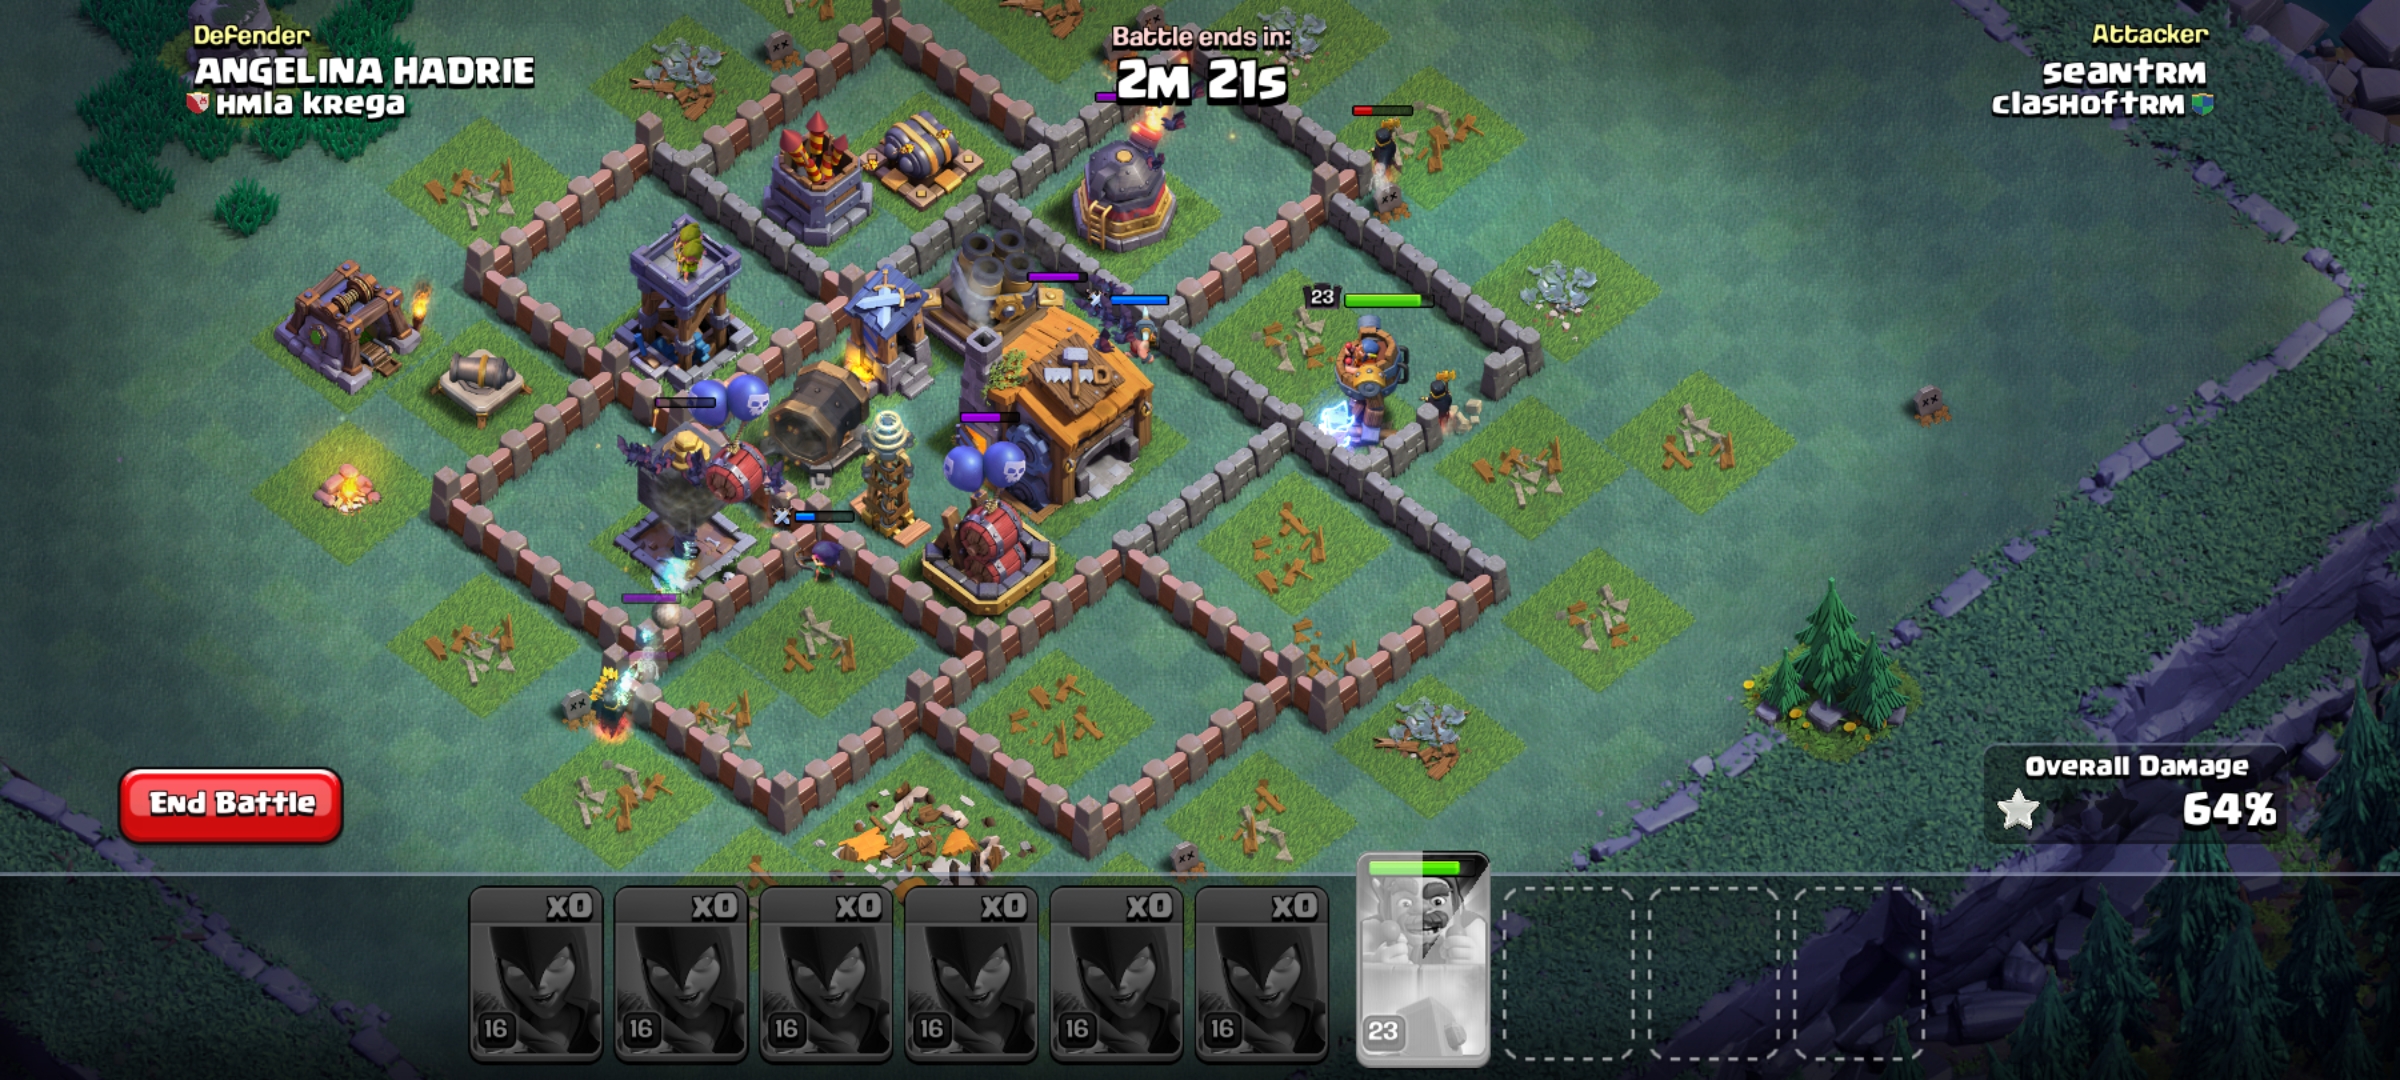 Defender
ANGELINA HADRIE
HMla krega
Battle ends in:
2M 21s
Attacker
seantRM
clashoftRM
23
End Battle
Overall Damage
64%
x0
x0
x0
x0
x0
x0
16
16
16
16
16
16
23